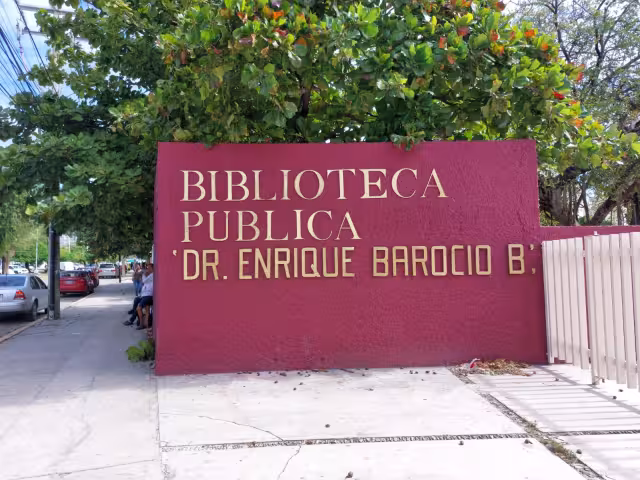 BIBLIOTECA
PUBLICA
'DR. ENRIQUE BAROCIO B.'